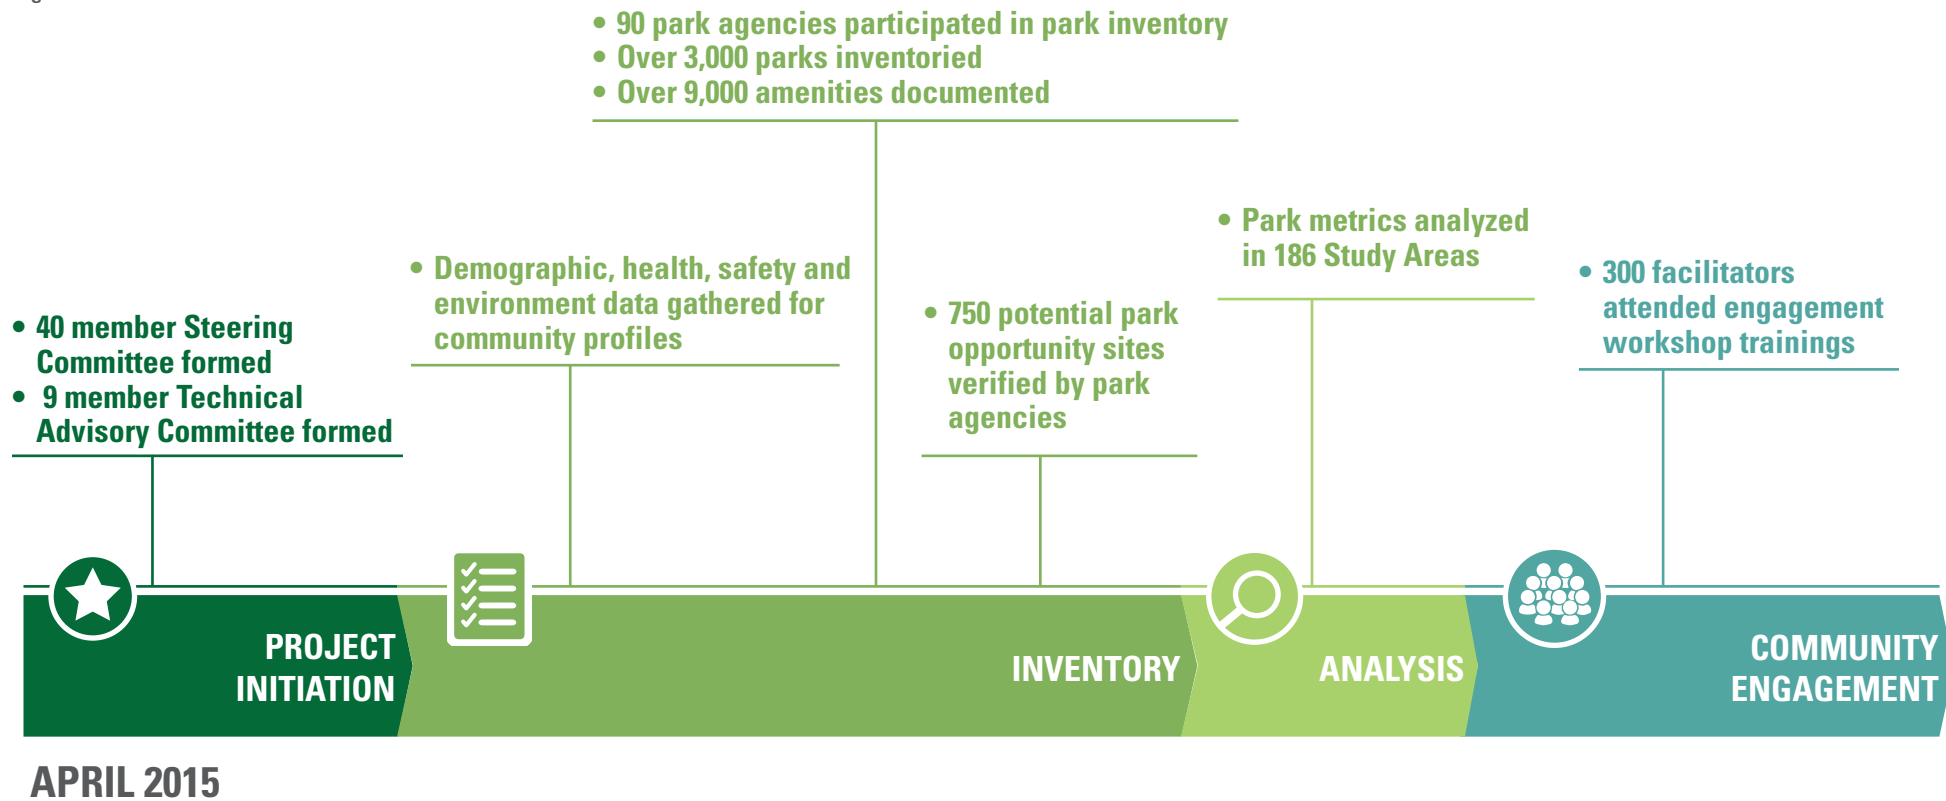 • 90 park agencies participated in park inventory
• Over 3,000 parks inventoried
• Over 9,000 amenities documented
• Park metrics analyzed
in 186 Study Areas
• Demographic, health, safety and
environment data gathered for
community profiles
• 300 facilitators
attended engagement
workshop trainings
• 750 potential park
opportunity sites
verified by park
agencies
• 40 member Steering
Committee formed
• 9 member Technical
Advisory Committee formed
PROJECT
INITIATION
INVENTORY
ANALYSIS
COMMUNITY
ENGAGEMENT
APRIL 2015